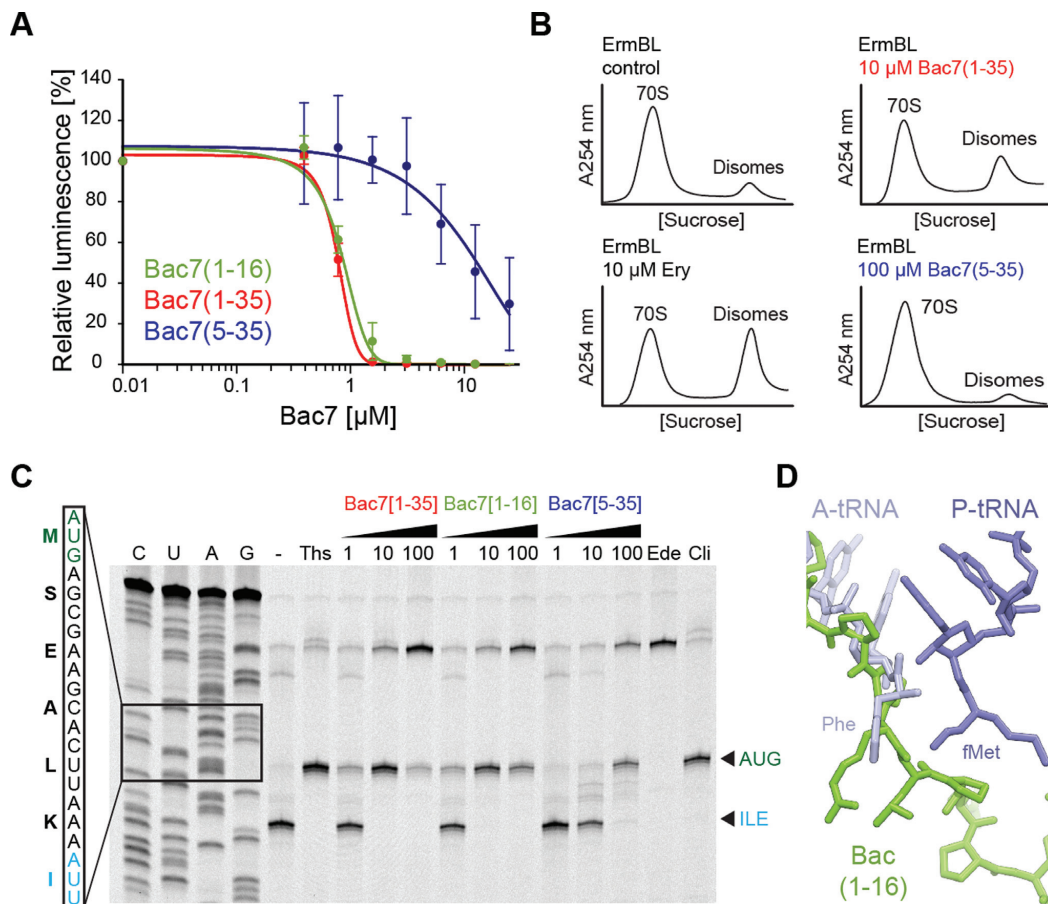 A
Relative luminescence [%]
140
120
100
80
60
40
20
0
0.01
0.1
1
10
Bac7 [µM]
Bac7(1-16)
Bac7(1-35)
Bac7(5-35)
B
ErmBL
control
70S
Disomes
A254 nm
[Sucrose]
ErmBL
10 µM Bac7(1-35)
70S
Disomes
A254 nm
[Sucrose]
ErmBL
10 µM Ery
70S
Disomes
A254 nm
[Sucrose]
ErmBL
100 µM Bac7(5-35)
70S
Disomes
A254 nm
[Sucrose]
C
Bac7[1-35] Bac7[1-16] Bac7[5-35]
C U A G - Ths 1 10 100 1 10 100 1 10 100 Ede Cli
M
S
E
A
L
K
I
AUGAGCGAAGCACUUAAAAUU
AUG
ILE
D
A-tRNA
P-tRNA
Phe
fMet
Bac
(1-16)